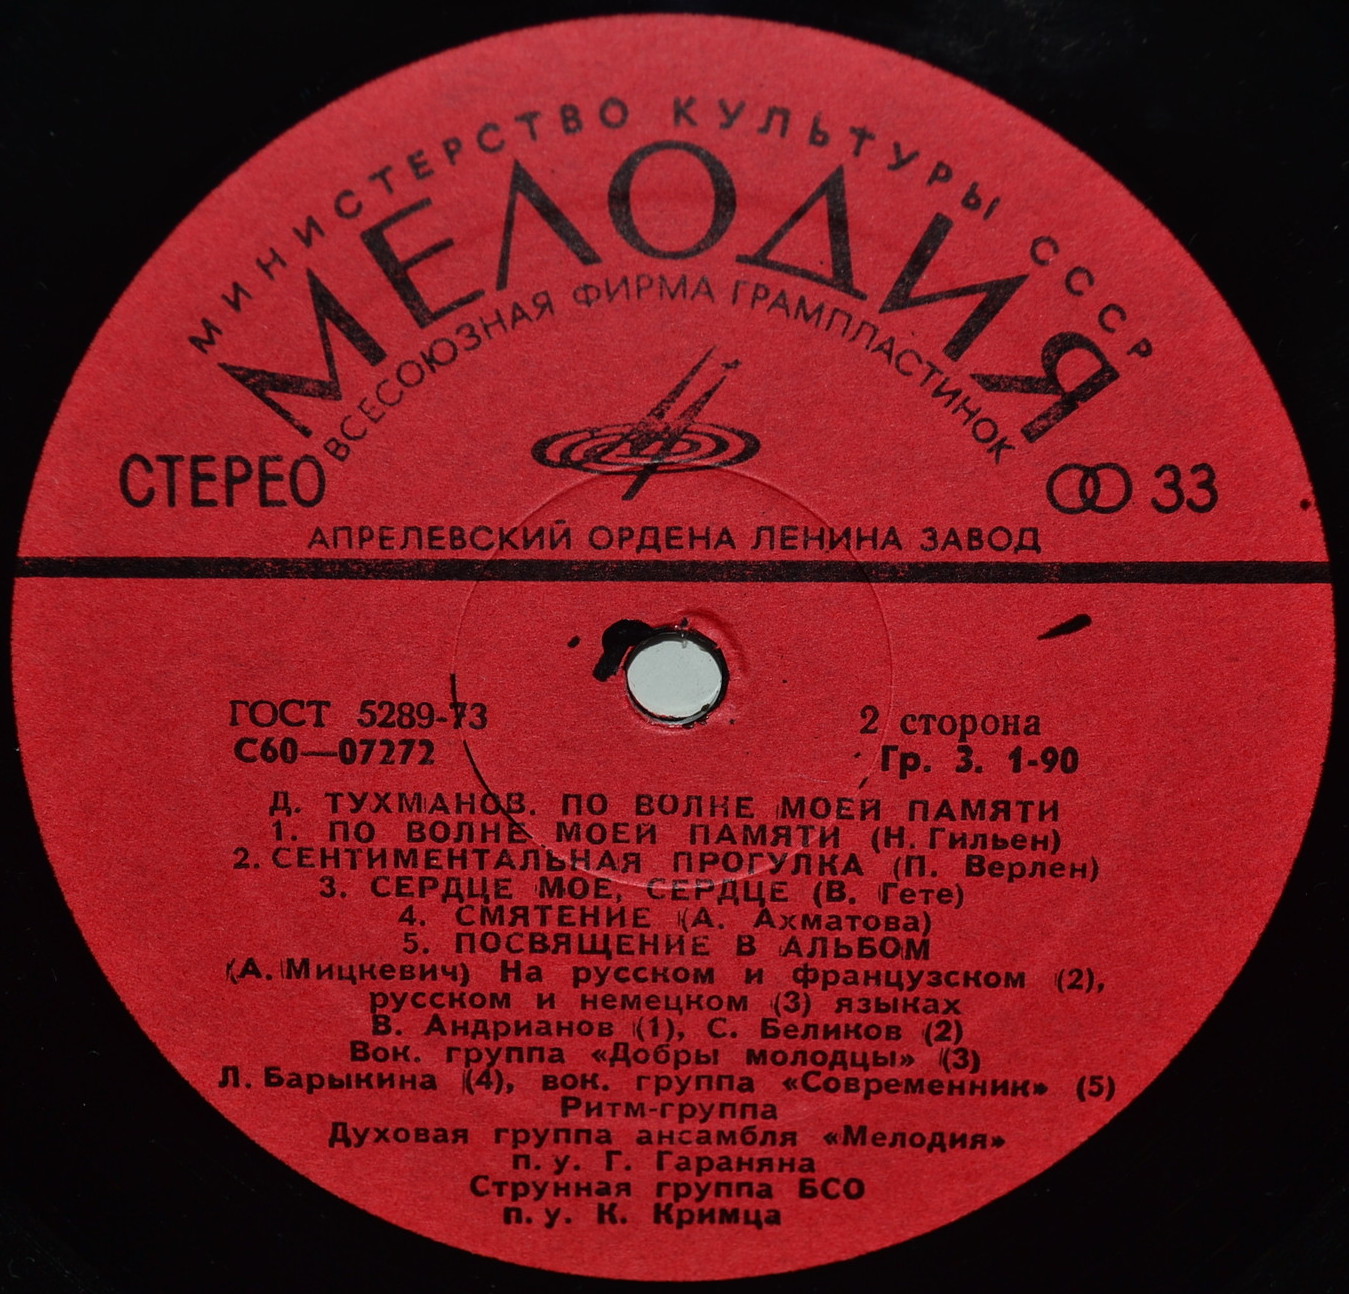 МИНИСТЕРСТВО КУЛЬТУРЫ СССР
МЕЛОДИЯ
ВСЕСОЮЗНАЯ ФИРМА ГРАМПЛАСТИНОК
СТЕРЕО 33
АПРЕЛЕВСКИЙ ОРДЕНА ЛЕНИНА ЗАВОД
ГОСТ 5289-73 2 сторона
С60—07272 Гр. 3. 1-90
Д. ТУХМАНОВ. ПО ВОЛНЕ МОЕЙ ПАМЯТИ
1. ПО ВОЛНЕ МОЕЙ ПАМЯТИ (Н. Гильен)
2. СЕНТИМЕНТАЛЬНАЯ ПРОГУЛКА (П. Верлен)
3. СЕРДЦЕ МОЕ, СЕРДЦЕ (В. Гете)
4. СМЯТЕНИЕ (А. Ахматова)
5. ПОСВЯЩЕНИЕ В АЛЬБОМ
(А. Мицкевич) На русском и французском (2),
русском и немецком (3) языках
В. Андрианов (1), С. Беликов (2)
Вок. группа «Добры молодцы» (3)
Л. Барыкина (4), вок. группа «Современник» (5)
Ритм-группа
Духовая группа ансамбля «Мелодия»
п. у. Г. Гараняна
Струнная группа БСО
п. у. К. Кримца